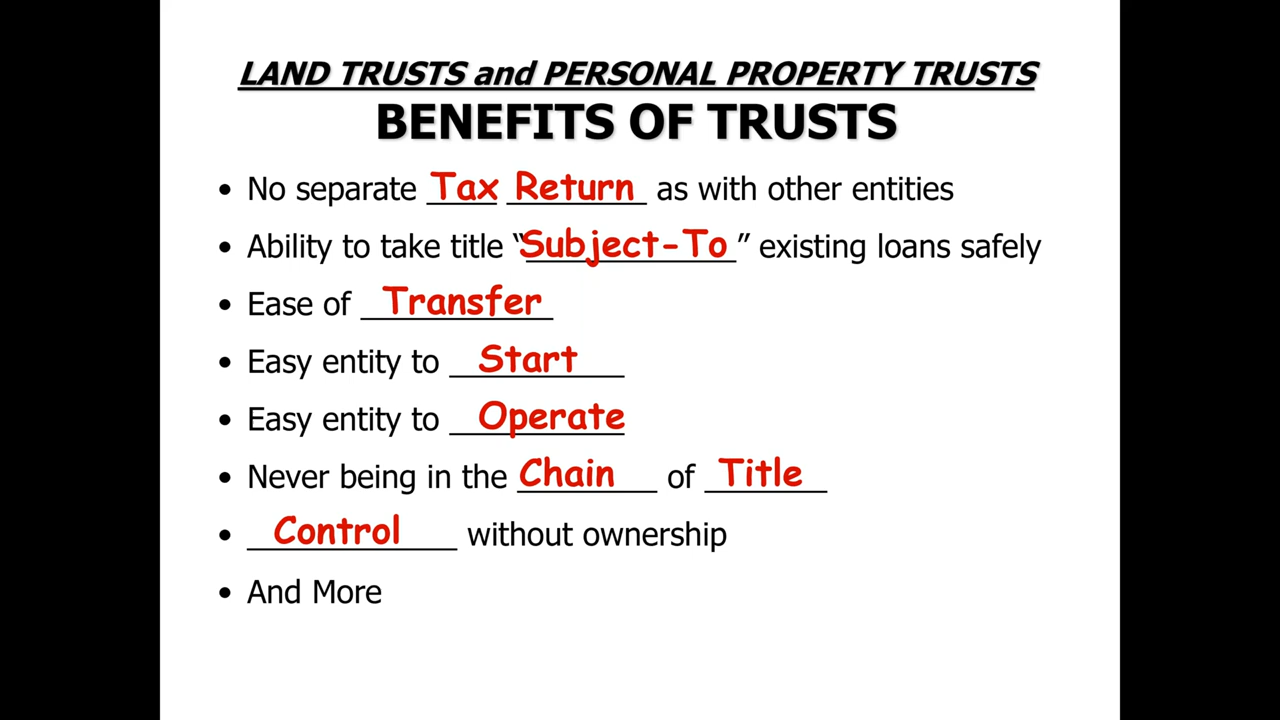 LAND TRUSTS and PERSONAL PROPERTY TRUSTS
BENEFITS OF TRUSTS
• No separate Tax Return as with other entities
• Ability to take title “Subject-To” existing loans safely
• Ease of Transfer
• Easy entity to Start
• Easy entity to Operate
• Never being in the Chain of Title
• Control without ownership
• And More